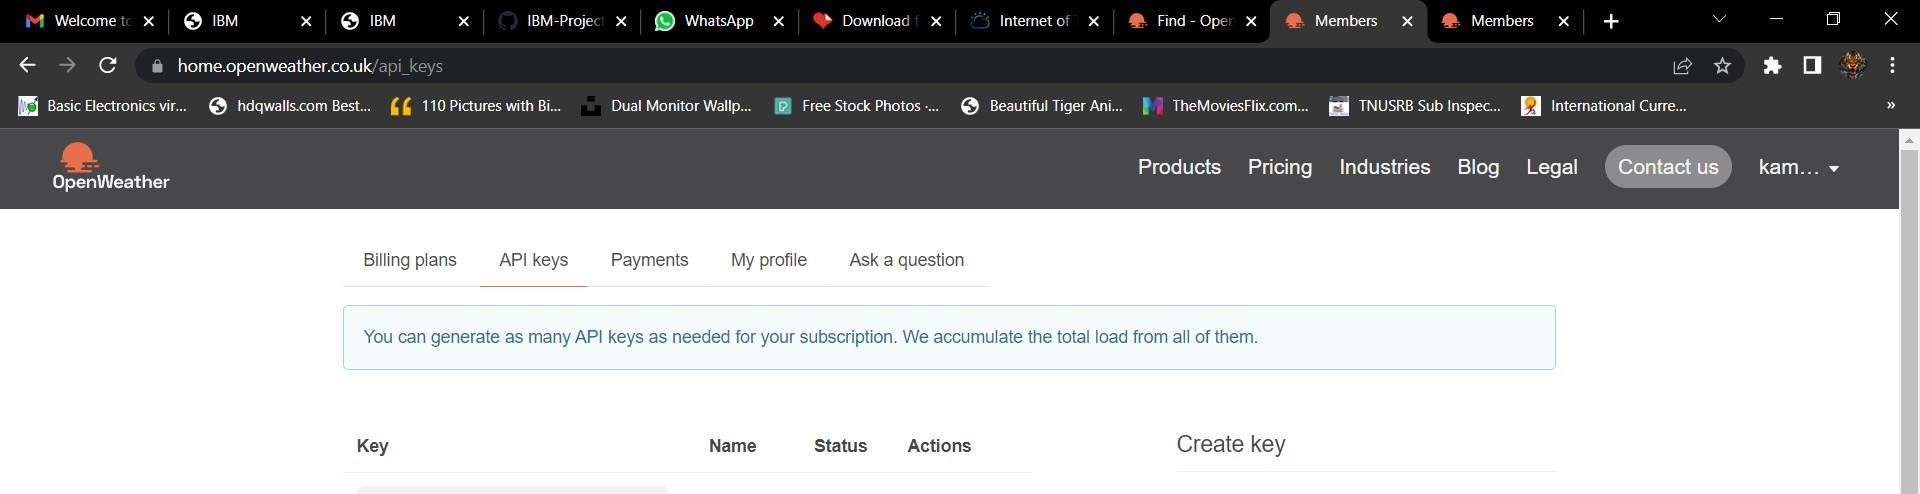 Welcome to
IBM
IBM
IBM-Project
WhatsApp
Download f
Internet of T
Find - Open
Members
Members
home.openweather.co.uk/api_keys
Basic Electronics vir...
hdqwalls.com Best...
110 Pictures with Bi...
Dual Monitor Wallp...
Free Stock Photos ·...
Beautiful Tiger Ani...
TheMoviesFlix.com...
TNUSRB Sub Inspec...
International Curre...
»
OpenWeather
Products
Pricing
Industries
Blog
Legal
Contact us
kam...
Billing plans
API keys
Payments
My profile
Ask a question
You can generate as many API keys as needed for your subscription. We accumulate the total load from all of them.
Key
Name
Status
Actions
Create key